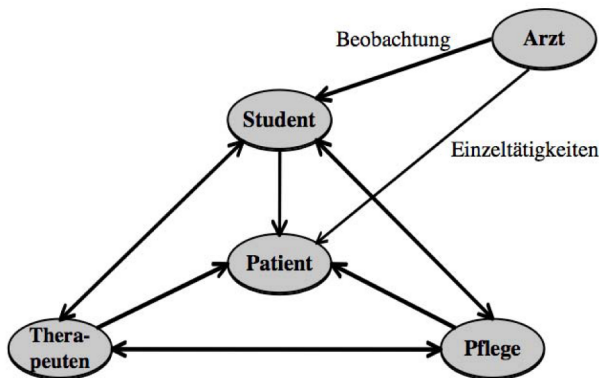 Beobachtung
Arzt
Student
Einzeltätigkeiten
Patient
Thera-
peuten
Pflege